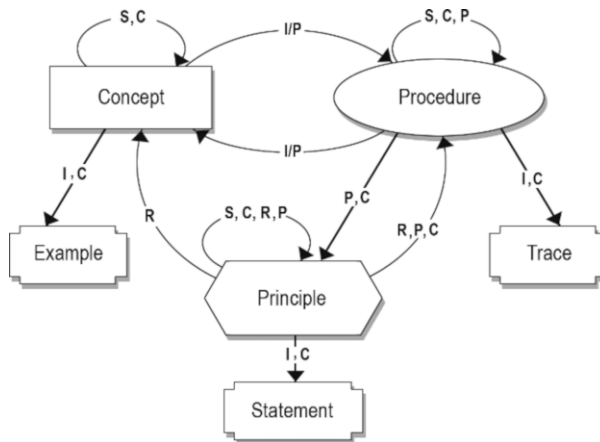 S, C
I/P
S, C, P
Concept
Procedure
I/P
I, C
P, C
I, C
R
S, C, R, P
R, P, C
Example
Trace
Principle
I, C
Statement